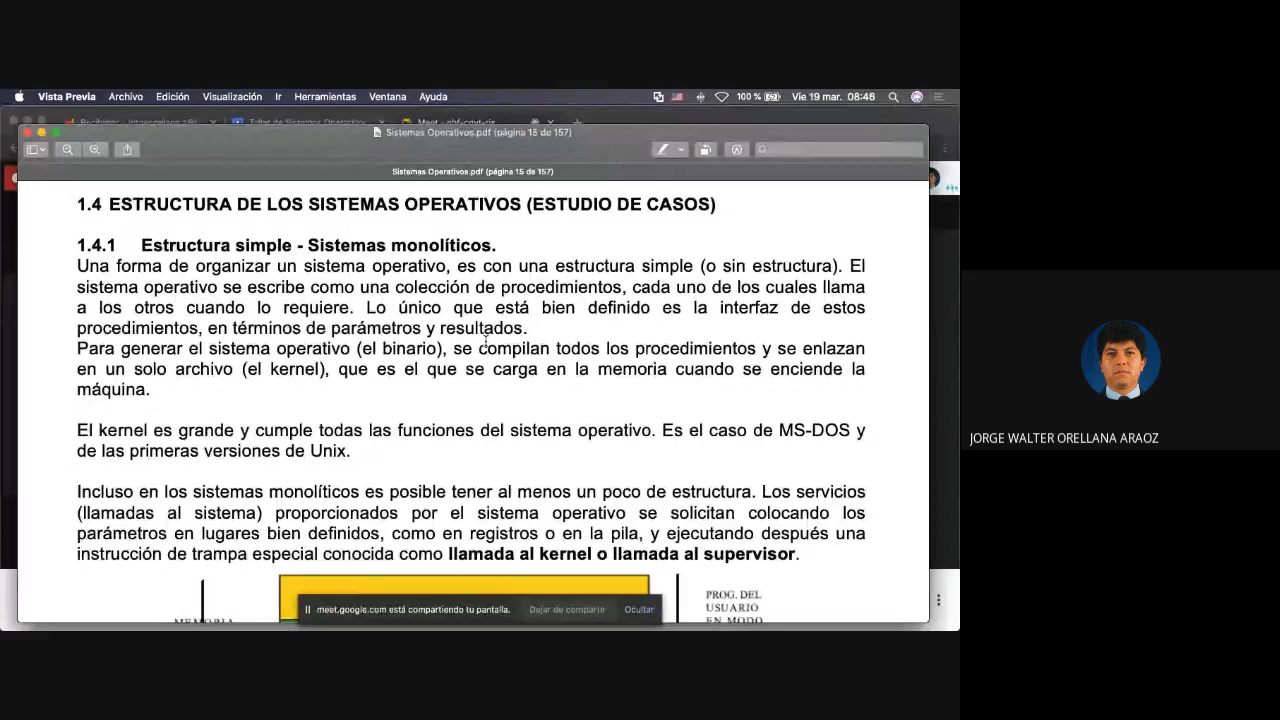 Vista Previa Archivo Edición Visualización Ir Herramientas Ventana Ayuda 100 % Vie 19 mar. 08:46
Sistemas Operativos.pdf (página 15 de 157)
Sistemas Operativos.pdf (página 15 de 157)
1.4 ESTRUCTURA DE LOS SISTEMAS OPERATIVOS (ESTUDIO DE CASOS)
1.4.1 Estructura simple - Sistemas monolíticos.
Una forma de organizar un sistema operativo, es con una estructura simple (o sin estructura). El
sistema operativo se escribe como una colección de procedimientos, cada uno de los cuales llama
a los otros cuando lo requiere. Lo único que está bien definido es la interfaz de estos
procedimientos, en términos de parámetros y resultados.
Para generar el sistema operativo (el binario), se compilan todos los procedimientos y se enlazan
en un solo archivo (el kernel), que es el que se carga en la memoria cuando se enciende la
máquina.
El kernel es grande y cumple todas las funciones del sistema operativo. Es el caso de MS-DOS y
de las primeras versiones de Unix.
Incluso en los sistemas monolíticos es posible tener al menos un poco de estructura. Los servicios
(llamadas al sistema) proporcionados por el sistema operativo se solicitan colocando los
parámetros en lugares bien definidos, como en registros o en la pila, y ejecutando después una
instrucción de trampa especial conocida como llamada al kernel o llamada al supervisor.
PROG. DEL
USUARIO
EN MODO
meet.google.com está compartiendo tu pantalla. Dejar de compartir Ocultar
JORGE WALTER ORELLANA ARAOZ